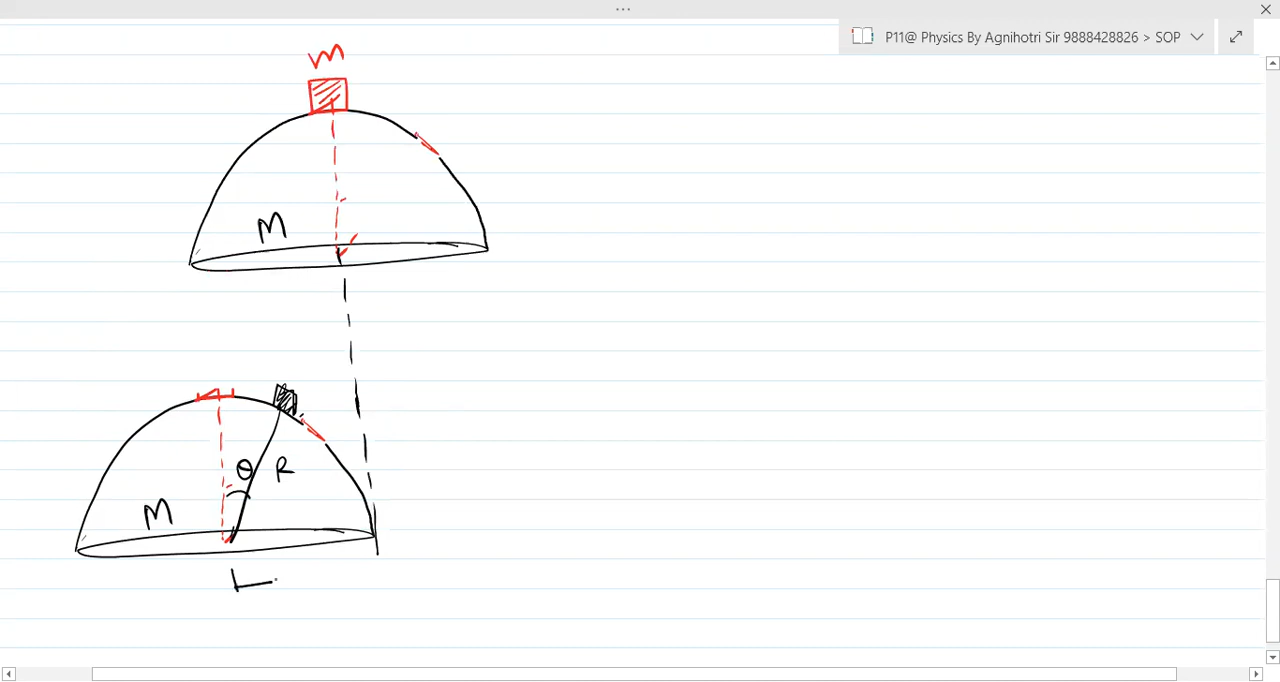 P11@ Physics By Agnihotri Sir 9888428826 > SOP
m
M
θ R
M